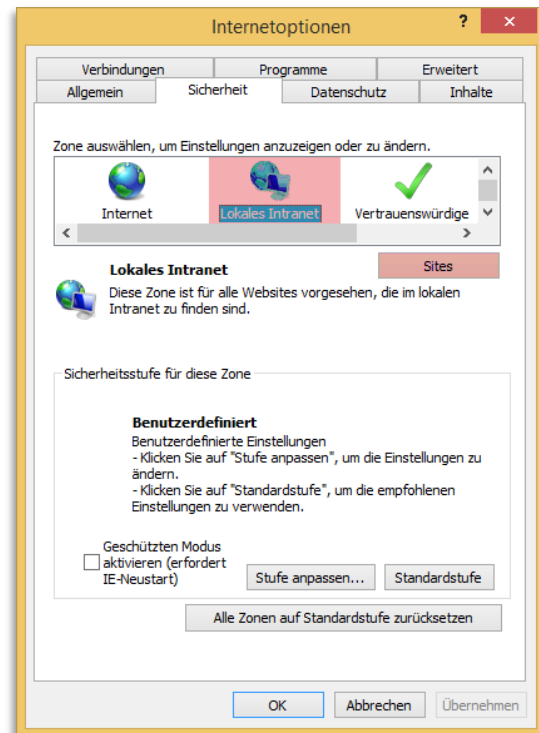 Internetoptionen
?
×
Verbindungen Programme Erweitert
Allgemein Sicherheit Datenschutz Inhalte
Zone auswählen, um Einstellungen anzuzeigen oder zu ändern.
Internet Lokales Intranet Vertrauenswürdige
Lokales Intranet
Sites
Diese Zone ist für alle Websites vorgesehen, die im lokalen
Intranet zu finden sind.
Sicherheitsstufe für diese Zone
Benutzerdefiniert
Benutzerdefinierte Einstellungen
- Klicken Sie auf "Stufe anpassen", um die Einstellungen zu
ändern.
- Klicken Sie auf "Standardstufe", um die empfohlenen
Einstellungen zu verwenden.
Geschützten Modus
aktivieren (erfordert
IE-Neustart)
Stufe anpassen... Standardstufe
Alle Zonen auf Standardstufe zurücksetzen
OK Abbrechen Übernehmen